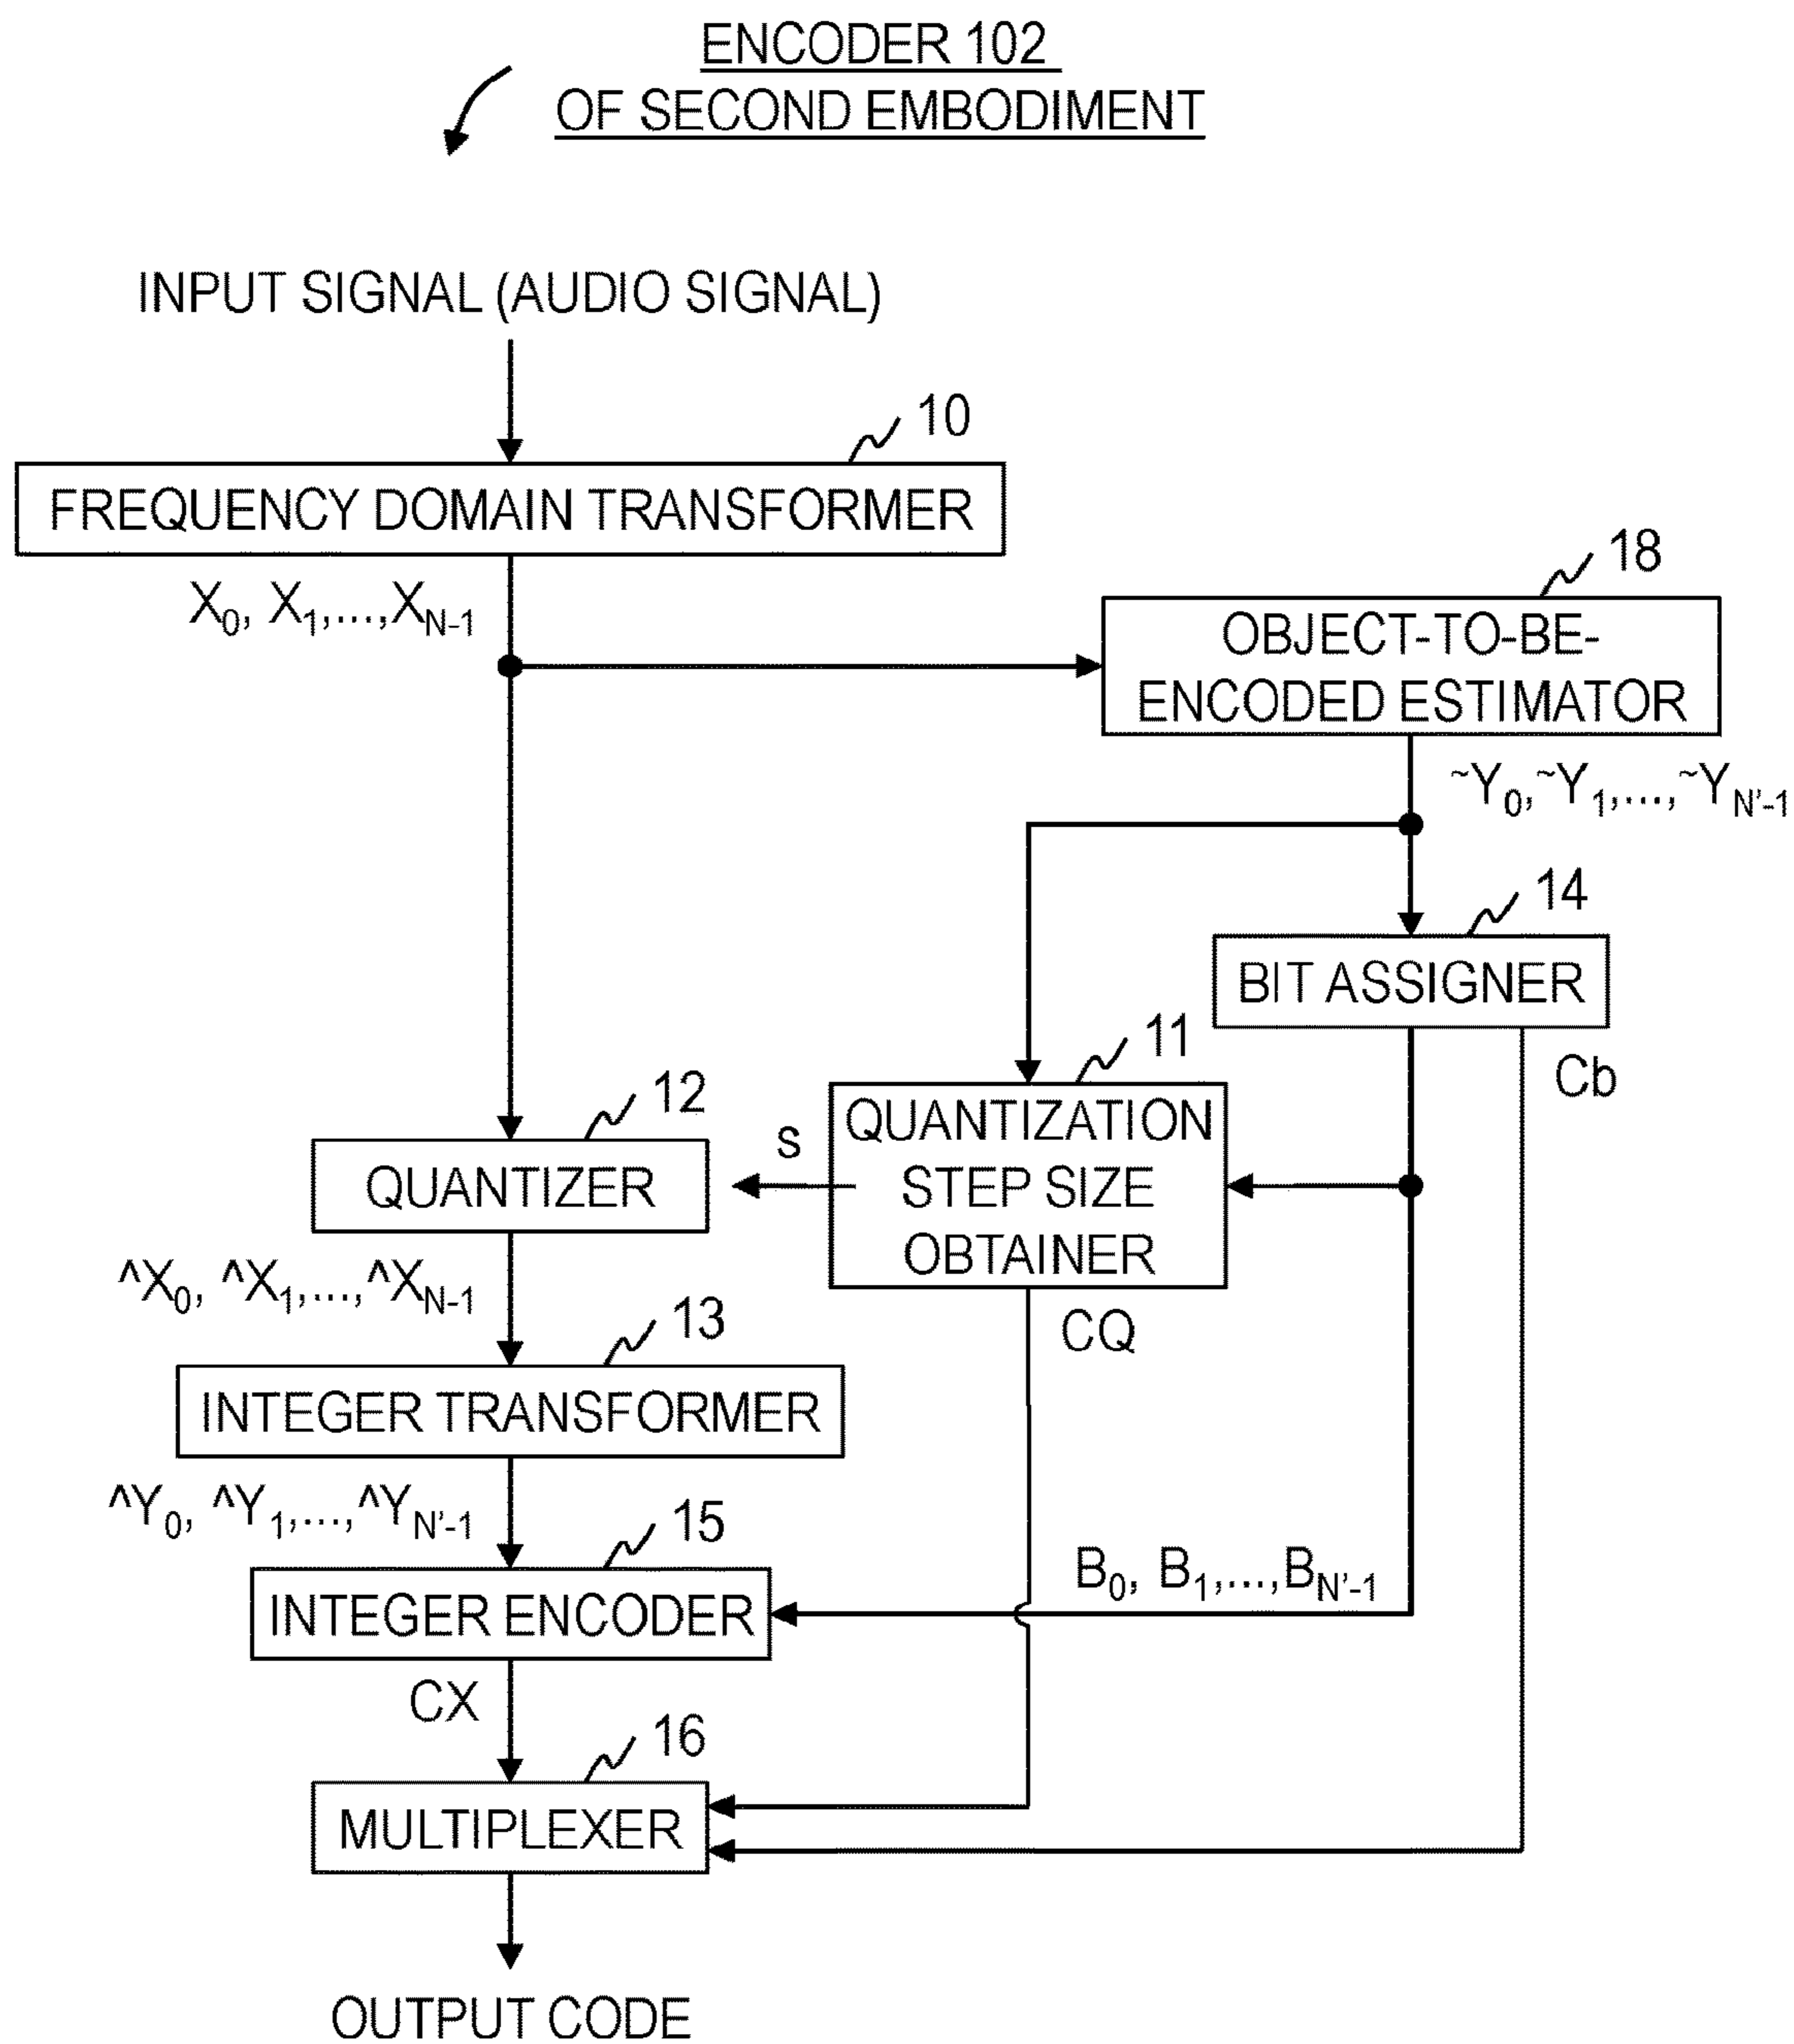 ENCODER 102
OF SECOND EMBODIMENT
INPUT SIGNAL (AUDIO SIGNAL)
10
FREQUENCY DOMAIN TRANSFORMER
X0, X1,...,XN-1
18
OBJECT-TO-BE-
ENCODED ESTIMATOR
~Y0,~Y1,...,~YN'-1
14
BIT ASSIGNER
Cb
11
QUANTIZATION
STEP SIZE
OBTAINER
CQ
12
QUANTIZER
s
^X0, ^X1,...,^XN-1
13
INTEGER TRANSFORMER
^Y0, ^Y1,...,^YN'-1
15
INTEGER ENCODER
B0, B1,...,BN'-1
CX
16
MULTIPLEXER
OUTPUT CODE